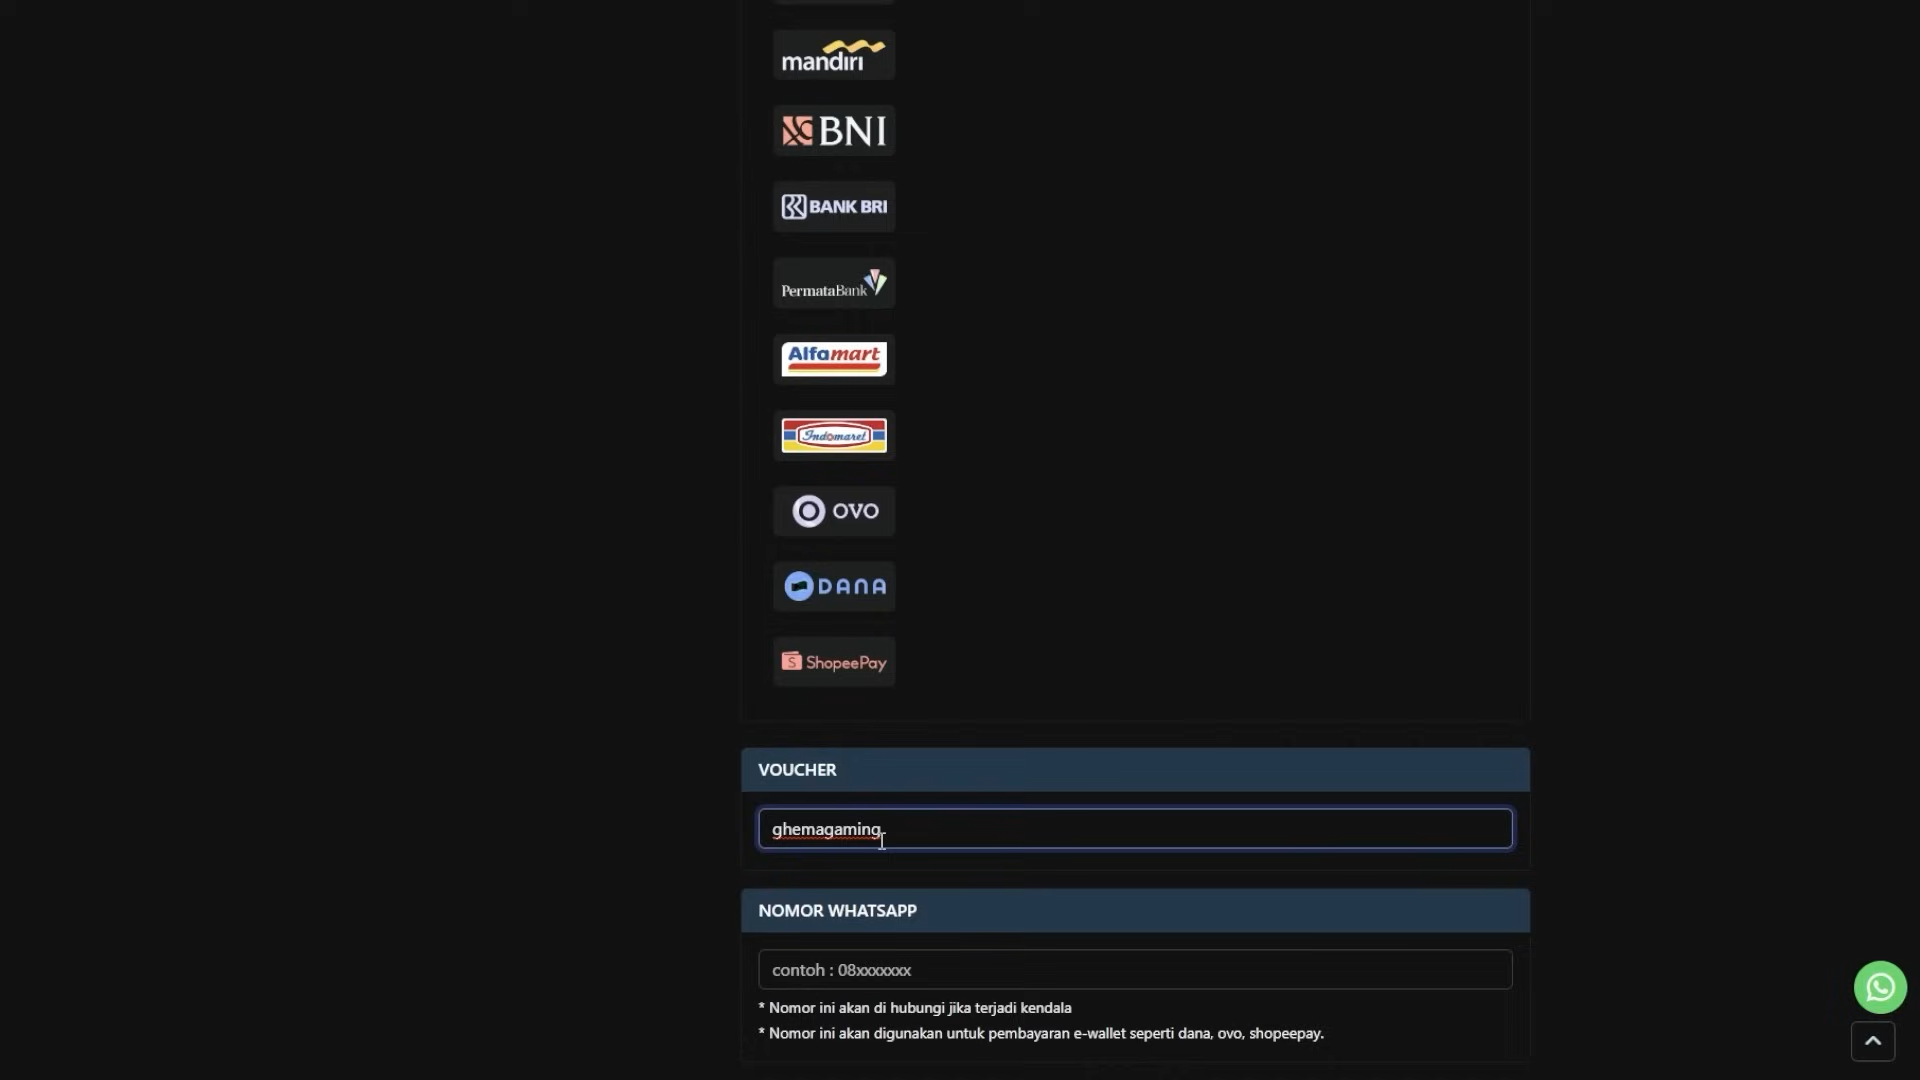 mandiri
BNI
BANK BRI
PermataBank
Alfamart
Indomaret
OVO
DANA
S ShopeePay
VOUCHER
ghemagaming
NOMOR WHATSAPP
contoh : 08xxxxxxx
* Nomor ini akan di hubungi jika terjadi kendala
* Nomor ini akan digunakan untuk pembayaran e-wallet seperti dana, ovo, shopeepay.